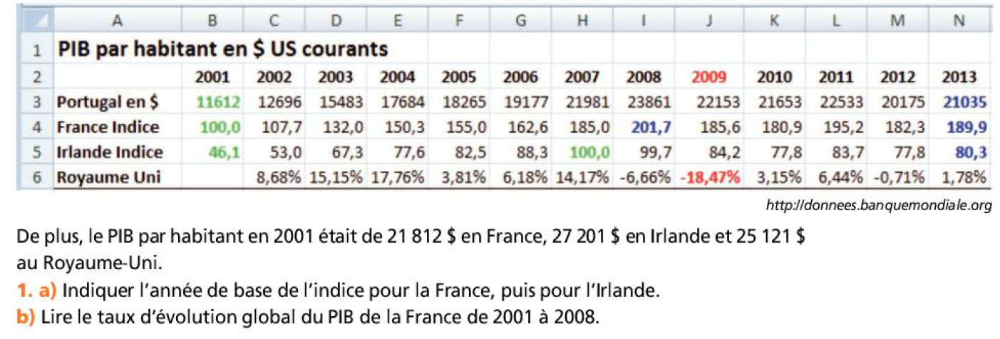 A B C D E F G H I J K L M N
1 PIB par habitant en $ US courants
2 2001 2002 2003 2004 2005 2006 2007 2008 2009 2010 2011 2012 2013
3 Portugal en $ 11612 12696 15483 17684 18265 19177 21981 23861 22153 21653 22533 20175 21035
4 France Indice 100,0 107,7 132,0 150,3 155,0 162,6 185,0 201,7 185,6 180,9 195,2 182,3 189,9
5 Irlande Indice 46,1 53,0 67,3 77,6 82,5 88,3 100,0 99,7 84,2 77,8 83,7 77,8 80,3
6 Royaume Uni 8,68% 15,15% 17,76% 3,81% 6,18% 14,17% -6,66% -18,47% 3,15% 6,44% -0,71% 1,78%
http://donnees.banquemondiale.org
De plus, le PIB par habitant en 2001 était de 21 812 $ en France, 27 201 $ en Irlande et 25 121 $
au Royaume-Uni.
1. a) Indiquer l'année de base de l'indice pour la France, puis pour l'Irlande.
b) Lire le taux d'évolution global du PIB de la France de 2001 à 2008.